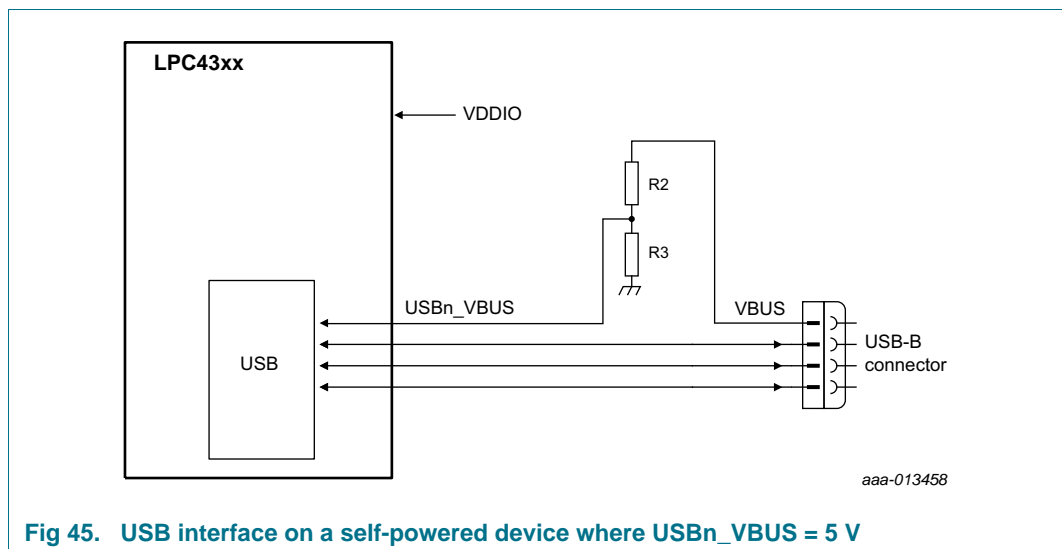 LPC43xx
VDDIO
R2
R3
USBn_VBUS
VBUS
USB
USB-B
connector
aaa-013458
Fig 45. USB interface on a self-powered device where USBn_VBUS = 5 V